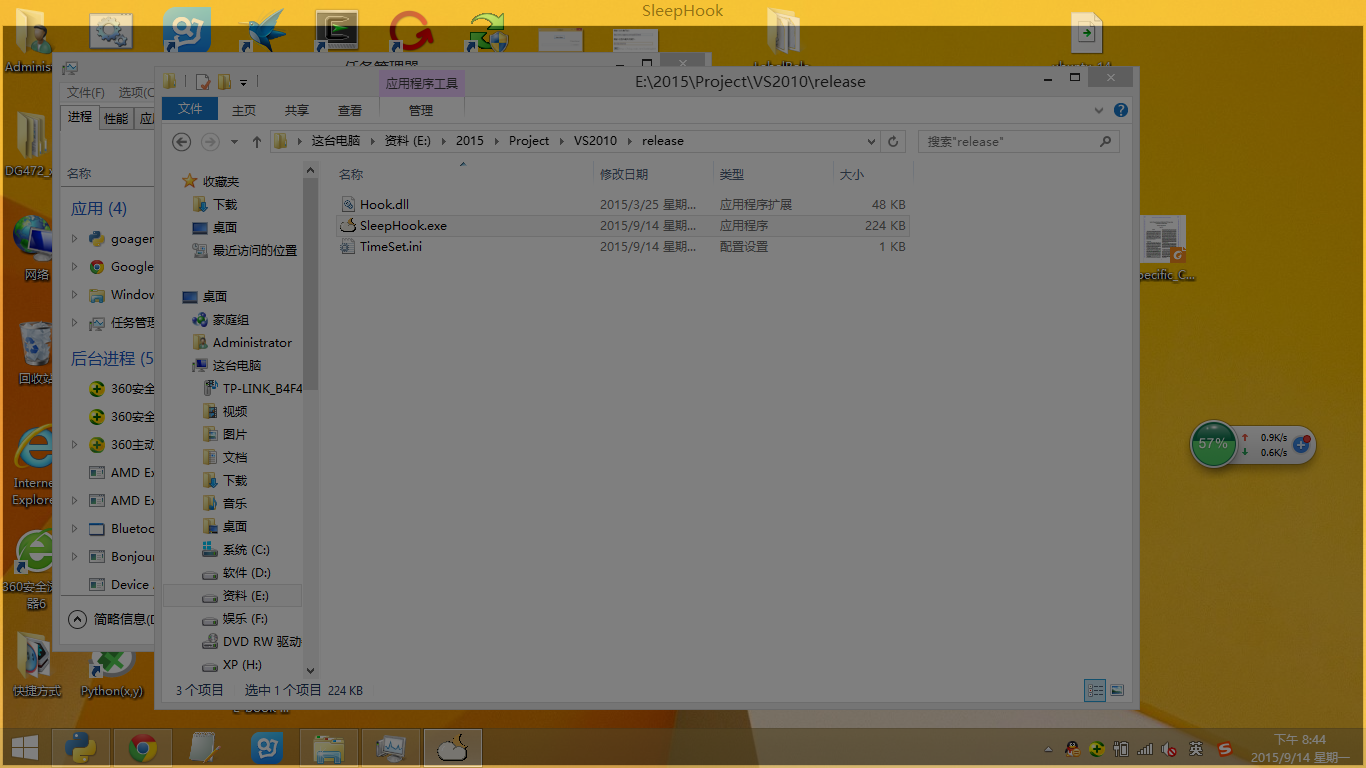 SleepHook
Adminis
任务管理器
文件(F) 选项(O
进程 性能 应
名称
应用 (4)
goagen
Google
Window
任务管理
后台进程 (5
360安全
360安全
360主动
AMD Ex
AMD Ex
Bluetoo
Bonjour
Device
简略信息(D
DG472_x
网络
回收站
Interne
Explore
360安全浏
器6
快捷方式
Python(x,y)
应用程序工具
E:\2015\Project\VS2010\release
文件 主页 共享 查看 管理
这台电脑 资料 (E:) 2015 Project VS2010 release
搜索"release"
收藏夹
下载
桌面
最近访问的位置
桌面
家庭组
Administrator
这台电脑
TP-LINK_B4F4
视频
图片
文档
下载
音乐
桌面
系统 (C:)
软件 (D:)
资料 (E:)
娱乐 (F:)
DVD RW 驱动
XP (H:)
名称 修改日期 类型 大小
Hook.dll 2015/3/25 星期... 应用程序扩展 48 KB
SleepHook.exe 2015/9/14 星期... 应用程序 224 KB
TimeSet.ini 2015/9/14 星期... 配置设置 1 KB
3 个项目 选中 1 个项目 224 KB
pecific_C...
57%
0.9K/s
0.6K/s
英
下午 8:44
2015/9/14 星期一